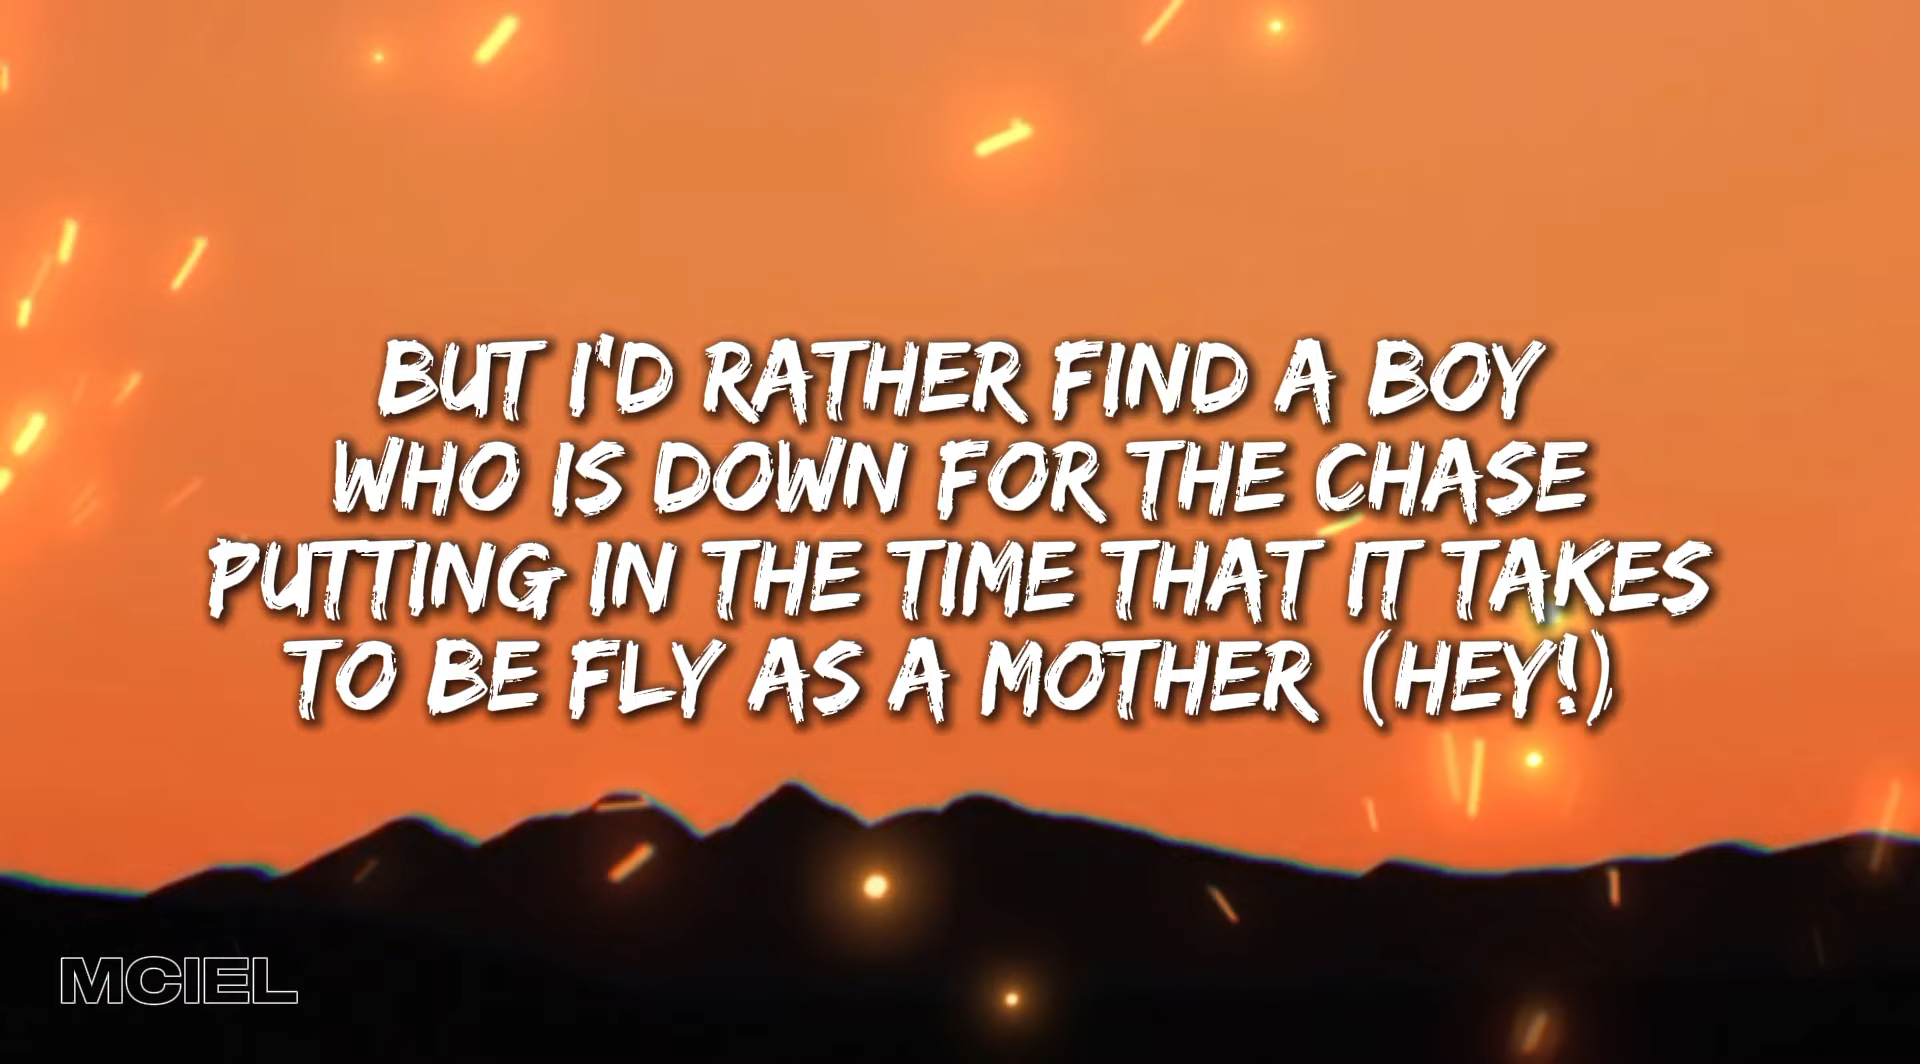 BUT I'D RATHER FIND A BOY
WHO IS DOWN FOR THE CHASE
PUTTING IN THE TIME THAT IT TAKES
TO BE FLY AS A MOTHER (HEY!)
MCIEL